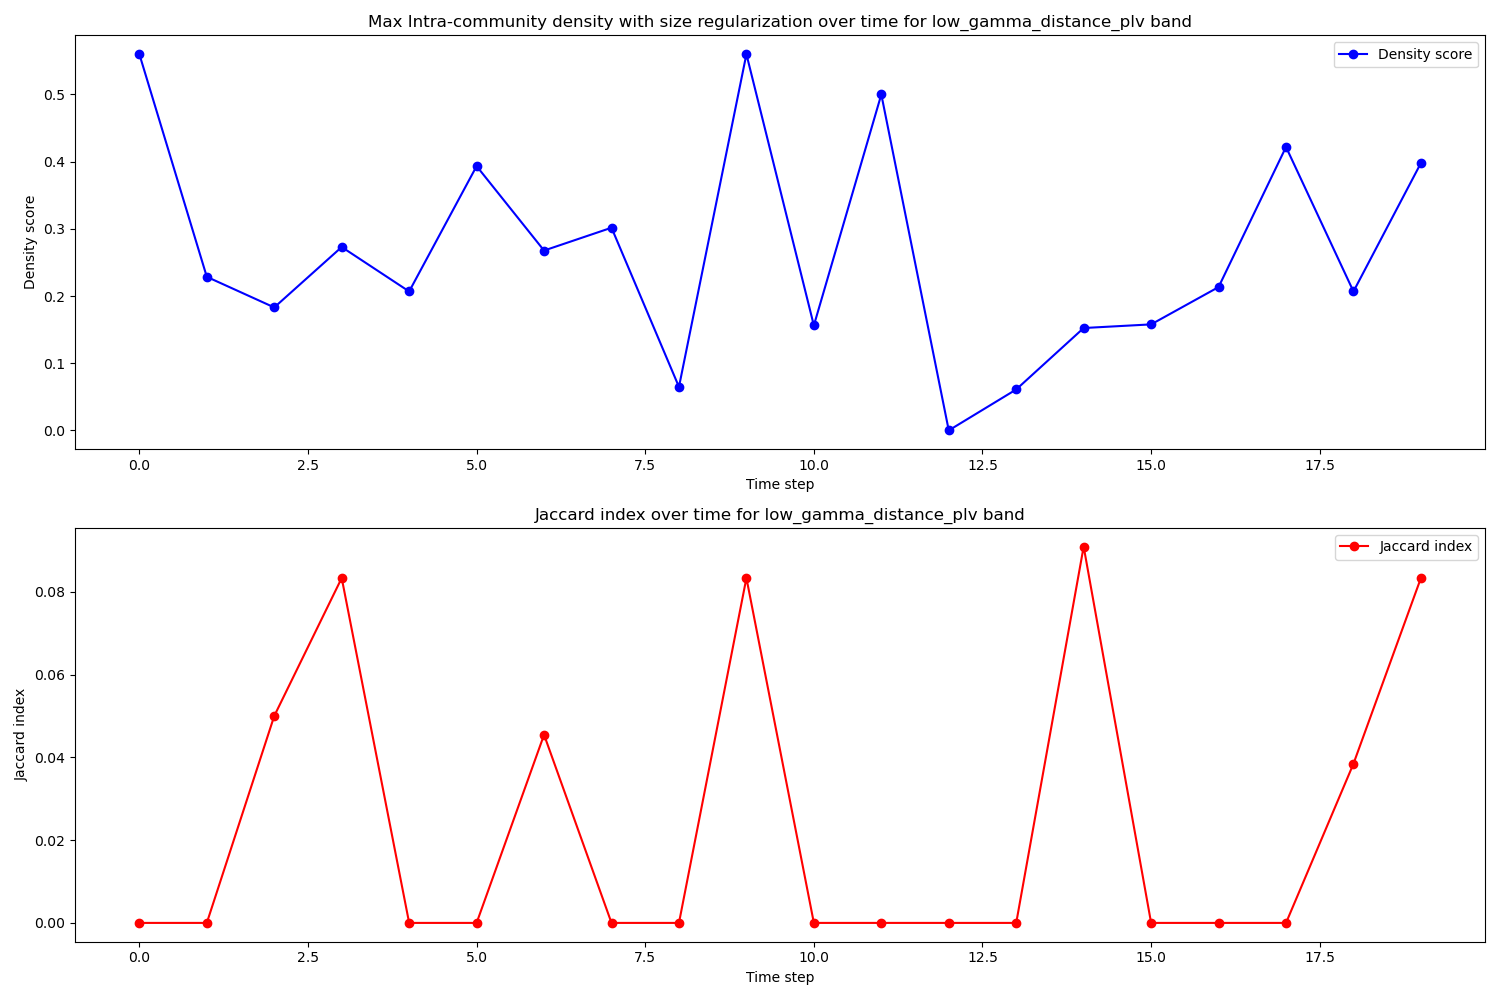 Max Intra-community density with size regularization over time for low_gamma_distance_plv band
Density score
0.5
0.4
0.3
0.2
0.1
0.0
Density score
0.0 2.5 5.0 7.5 10.0 12.5 15.0 17.5
Time step
Jaccard index over time for low_gamma_distance_plv band
Jaccard index
0.08
0.06
0.04
0.02
0.00
Jaccard index
0.0 2.5 5.0 7.5 10.0 12.5 15.0 17.5
Time step